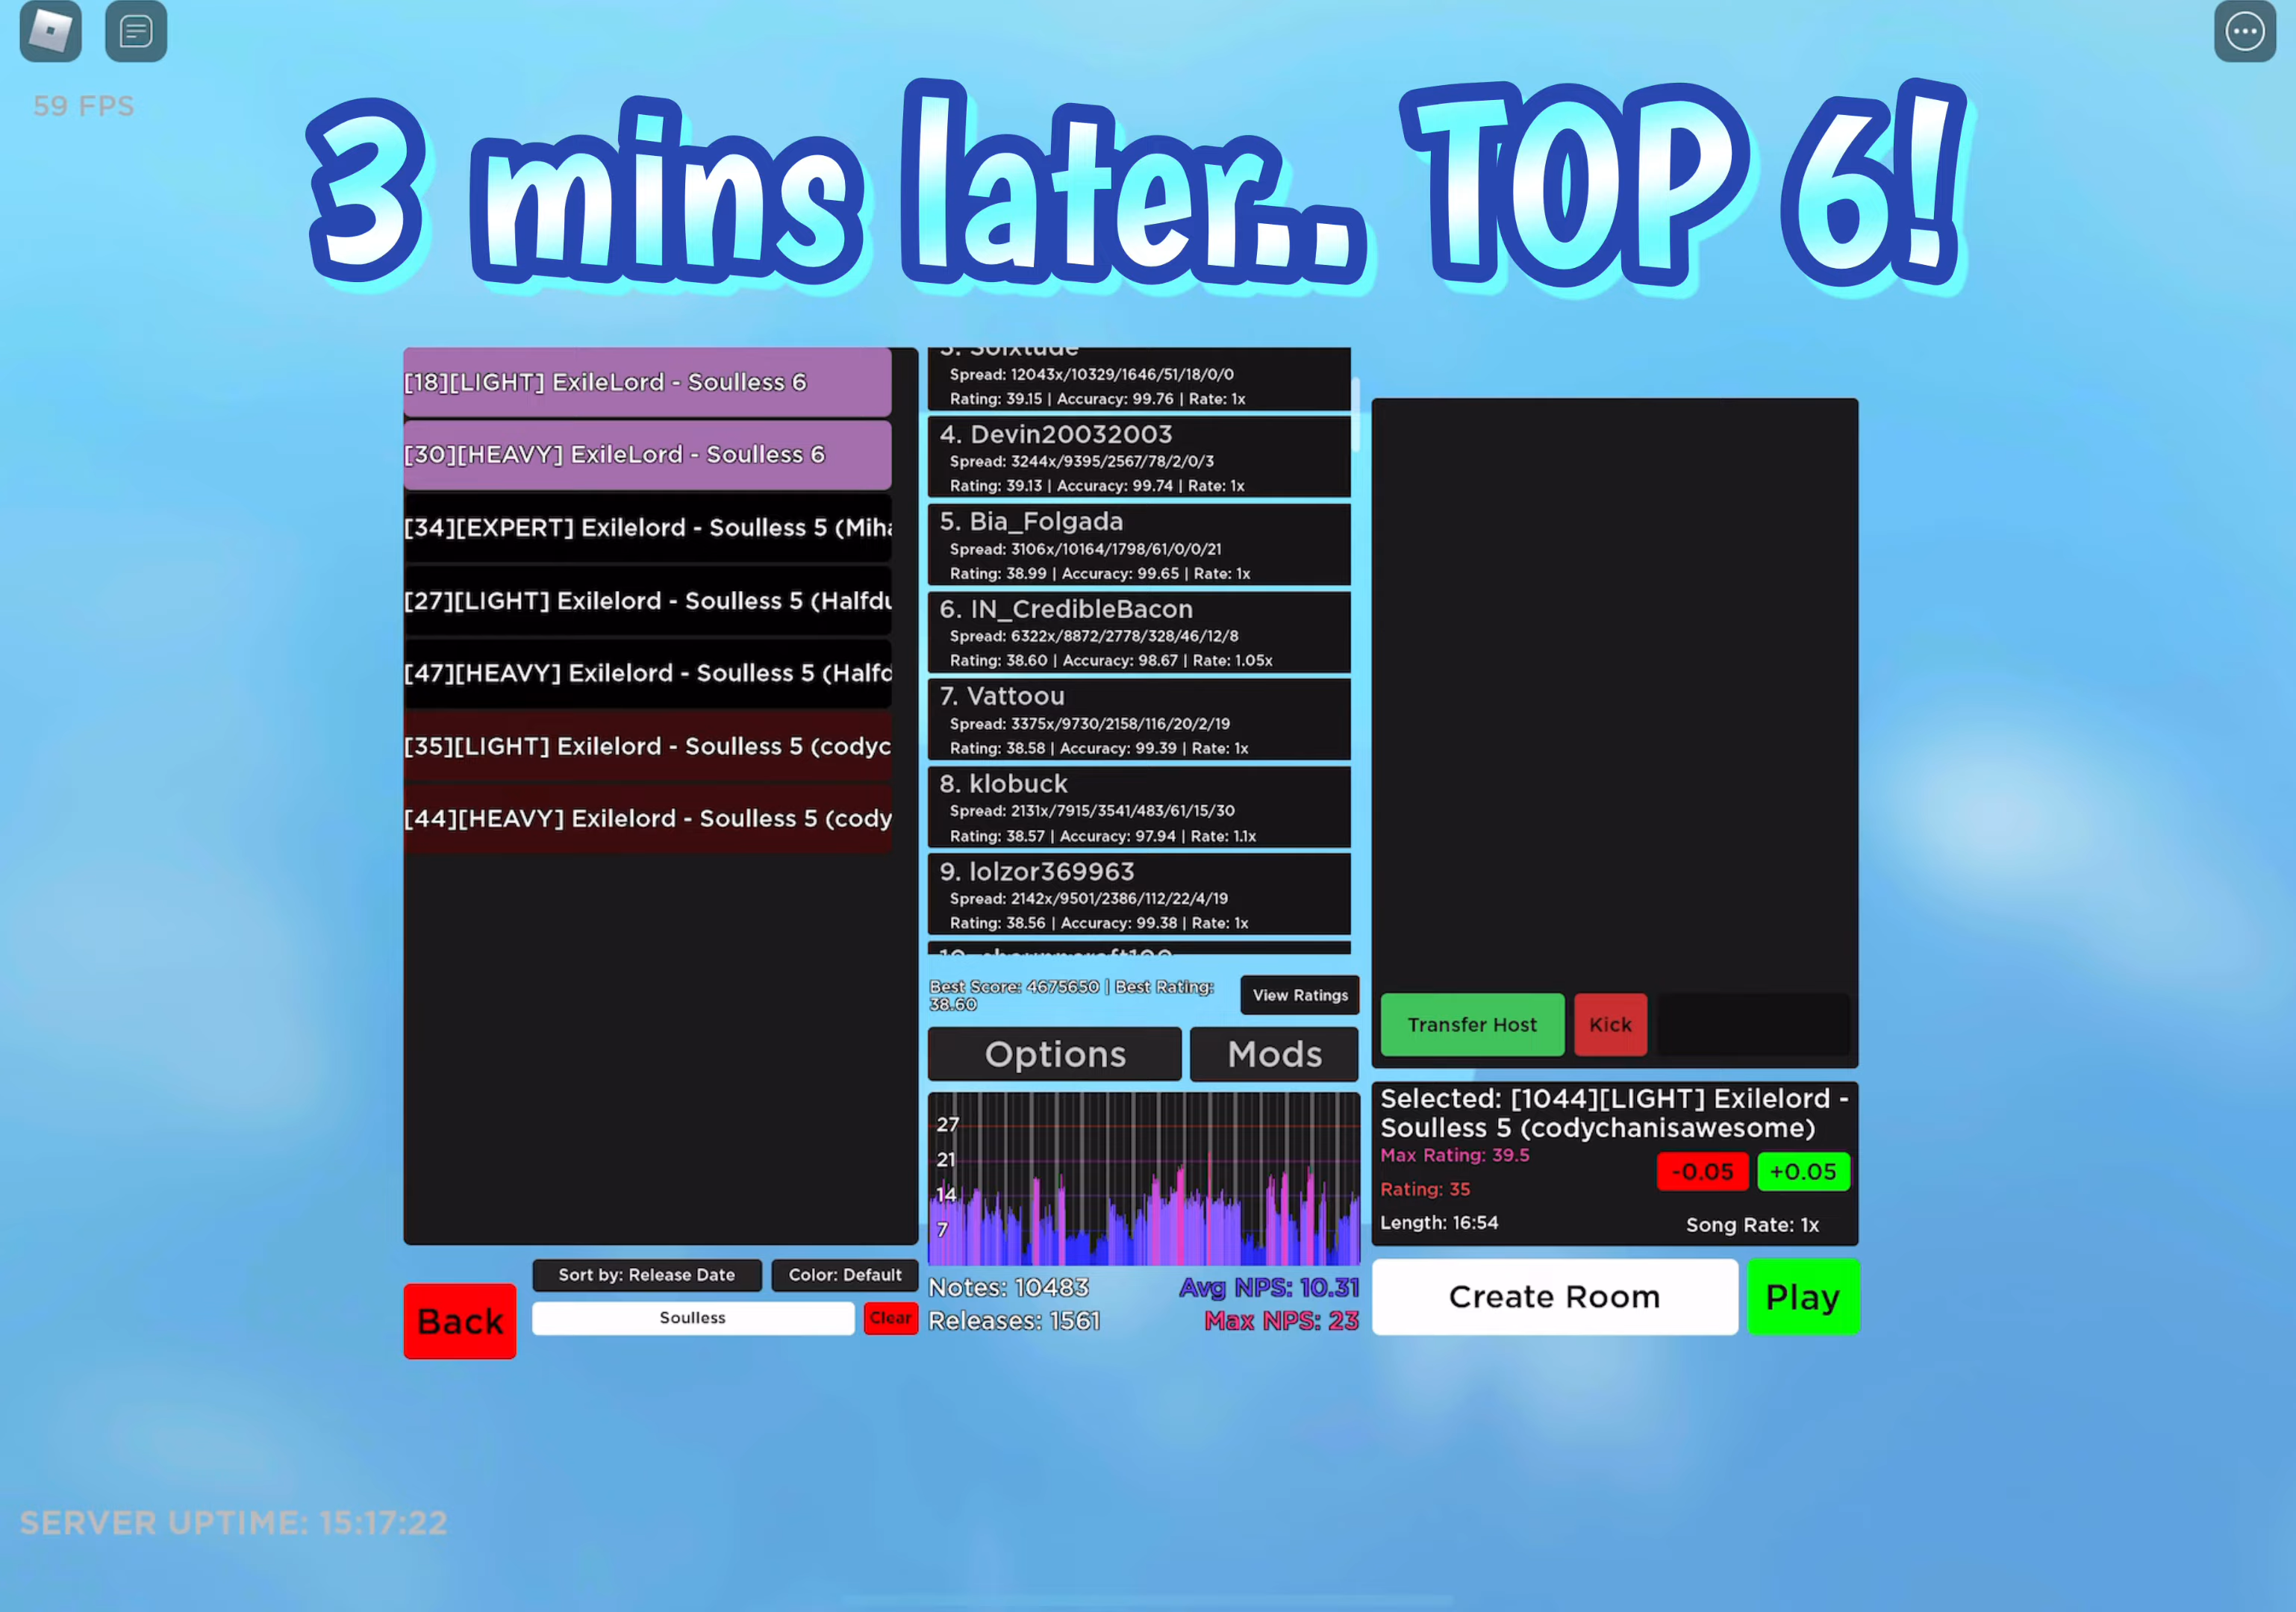 59 FPS
3 mins later.. TOP 6!
[18][LIGHT] ExileLord - Soulless 6
[30][HEAVY] ExileLord - Soulless 6
[34][EXPERT] Exilelord - Soulless 5 (Miha
[27][LIGHT] Exilelord - Soulless 5 (Halfdu
[47][HEAVY] Exilelord - Soulless 5 (Halfd
[35][LIGHT] Exilelord - Soulless 5 (codyc
[44][HEAVY] Exilelord - Soulless 5 (cody
3. Solxtude
Spread: 12043x/10329/1646/51/18/0/0
Rating: 39.15 | Accuracy: 99.76 | Rate: 1x
4. Devin20032003
Spread: 3244x/9395/2567/78/2/0/3
Rating: 39.13 | Accuracy: 99.74 | Rate: 1x
5. Bia_Folgada
Spread: 3106x/10164/1798/61/0/0/21
Rating: 38.99 | Accuracy: 99.65 | Rate: 1x
6. IN_CredibleBacon
Spread: 6322x/8872/2778/328/46/12/8
Rating: 38.60 | Accuracy: 98.67 | Rate: 1.05x
7. Vattoou
Spread: 3375x/9730/2158/116/20/2/19
Rating: 38.58 | Accuracy: 99.39 | Rate: 1x
8. klobuck
Spread: 2131x/7915/3541/483/61/15/30
Rating: 38.57 | Accuracy: 97.94 | Rate: 1.1x
9. lolzor369963
Spread: 2142x/9501/2386/112/22/4/19
Rating: 38.56 | Accuracy: 99.38 | Rate: 1x
Best Score: 4675650 | Best Rating:
38.60
View Ratings
Options
Mods
27
21
14
7
Notes: 10483
Avg NPS: 10.31
Releases: 1561
Max NPS: 23
Transfer Host
Kick
Selected: [1044][LIGHT] Exilelord -
Soulless 5 (codychanisawesome)
Max Rating: 39.5
-0.05
+0.05
Rating: 35
Length: 16:54
Song Rate: 1x
Create Room
Play
Sort by: Release Date
Color: Default
Back
Soulless
Clear
SERVER UPTIME: 15:17:22